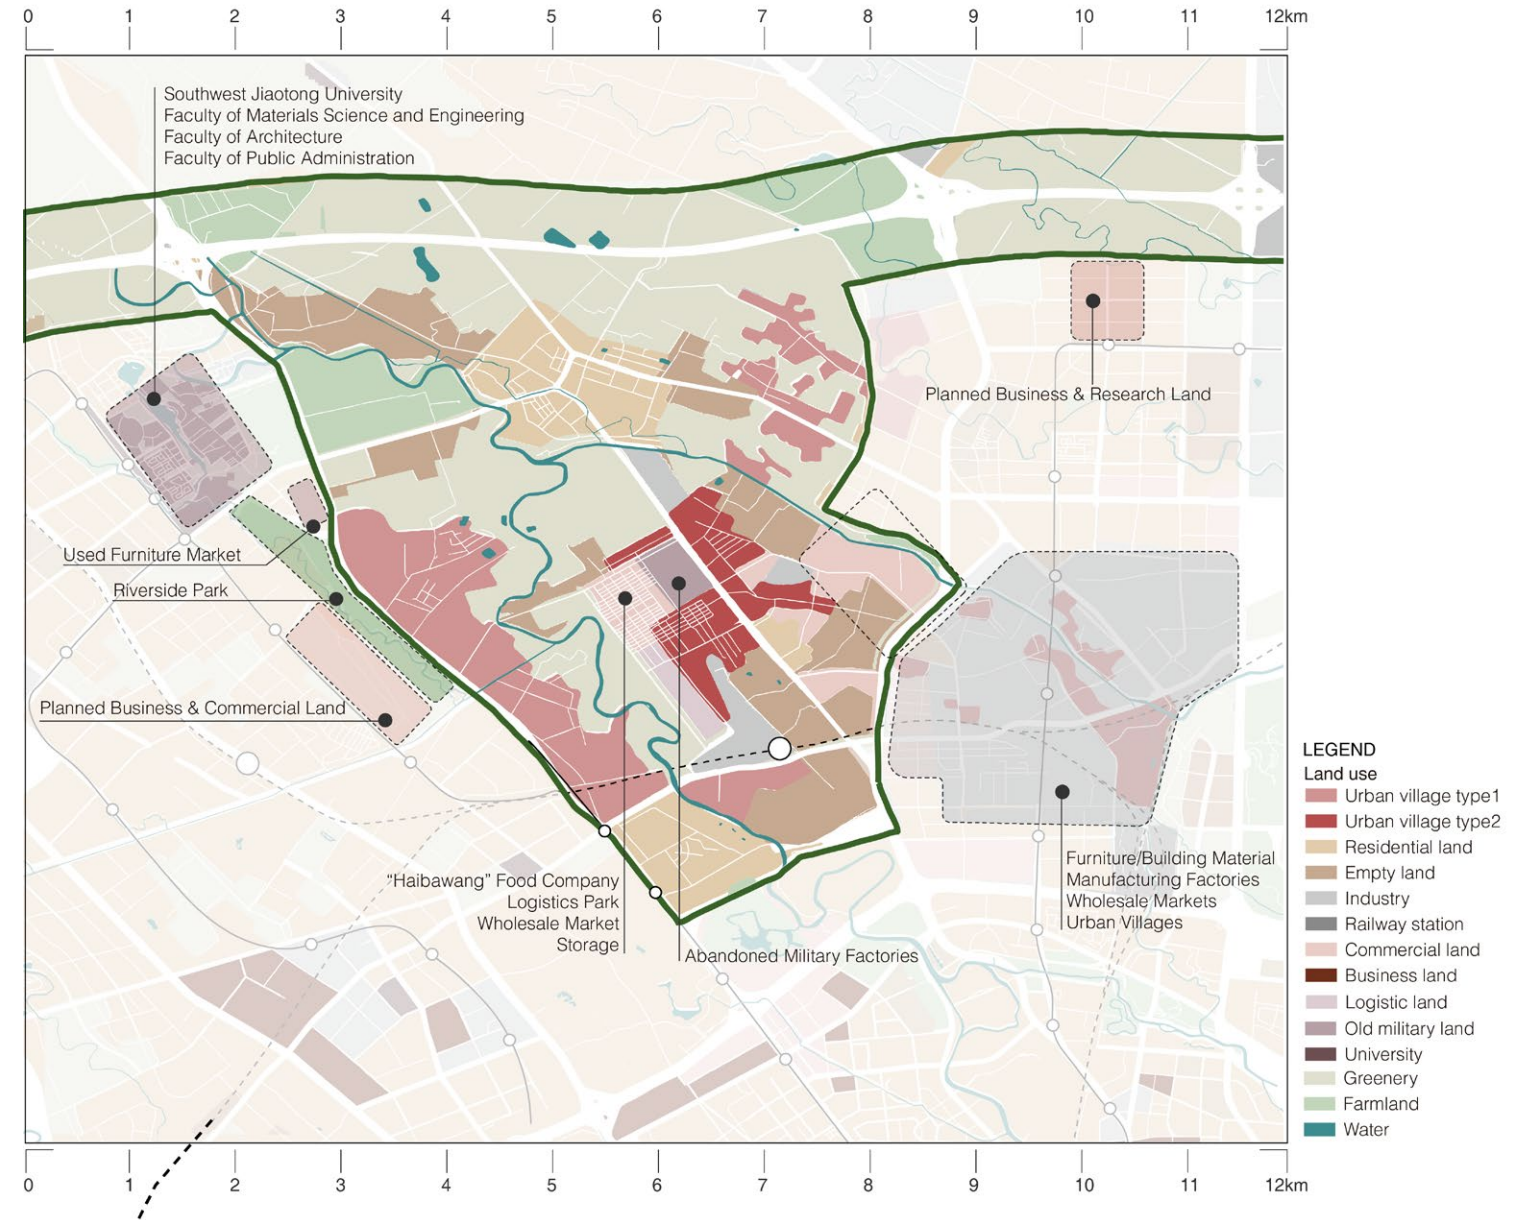 0 1 2 3 4 5 6 7 8 9 10 11 12km
Southwest Jiaotong University
Faculty of Materials Science and Engineering
Faculty of Architecture
Faculty of Public Administration
Planned Business & Research Land
Used Furniture Market
Riverside Park
Planned Business & Commercial Land
“Haibawang” Food Company
Logistics Park
Wholesale Market
Storage
Abandoned Military Factories
Furniture/Building Material
Manufacturing Factories
Wholesale Markets
Urban Villages
LEGEND
Land use
Urban village type1
Urban village type2
Residential land
Empty land
Industry
Railway station
Commercial land
Business land
Logistic land
Old military land
University
Greenery
Farmland
Water
0 1 2 3 4 5 6 7 8 9 10 11 12km